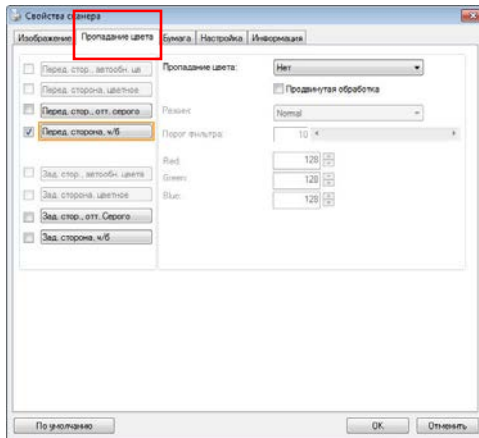 Свойства сканера
Изображение Пропадание цвета Бумага Настройка Информация
Перед. стор., автообн. цв
Перед. сторона, цветное
Перед. стор., отт. серого
Перед. сторона, ч/б
Зад. стор., автообн. цвета
Зад. сторона, цветное
Зад. стор., отт. Серого
Зад. сторона, ч/б
Пропадание цвета: Нет
Продвинутая обработка
Режим: Normal
Порог фильтра: 10
Red: 128
Green: 128
Blue: 128
По умолчанию OK Отменить